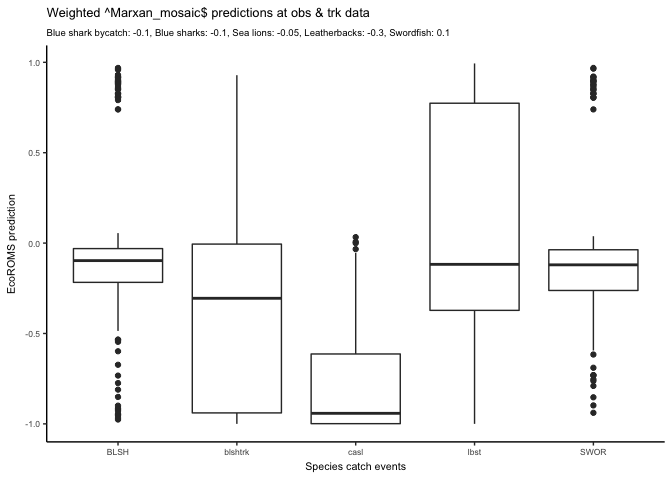 Weighted ^Marxan_mosaic$ predictions at obs & trk data
Blue shark bycatch: -0.1, Blue sharks: -0.1, Sea lions: -0.05, Leatherbacks: -0.3, Swordfish: 0.1
1.0
0.5
0.0
-0.5
-1.0
EcoROMS prediction
BLSH blshtrk casl lbst SWOR
Species catch events